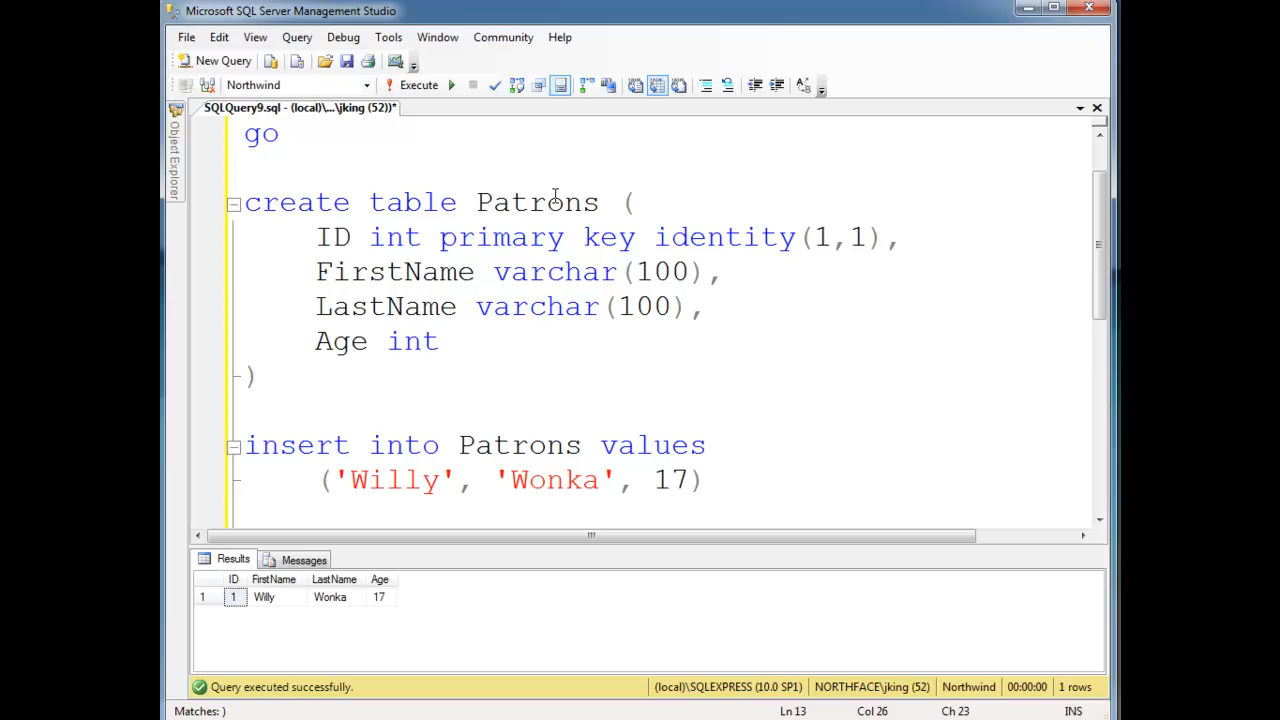 Microsoft SQL Server Management Studio
File Edit View Query Debug Tools Window Community Help
New Query
Northwind ! Execute
SQLQuery9.sql - (local)\...\jking (52))*
Object Explorer
go
create table Patrons (
ID int primary key identity(1,1),
FirstName varchar(100),
LastName varchar(100),
Age int
)
insert into Patrons values
('Willy', 'Wonka', 17)
Results Messages
ID FirstName LastName Age
1 1 Willy Wonka 17
Query executed successfully. (local)\SQLEXPRESS (10.0 SP1) NORTHFACE\jking (52) Northwind 00:00:00 1 rows
Matches: ) Ln 13 Col 26 Ch 23 INS